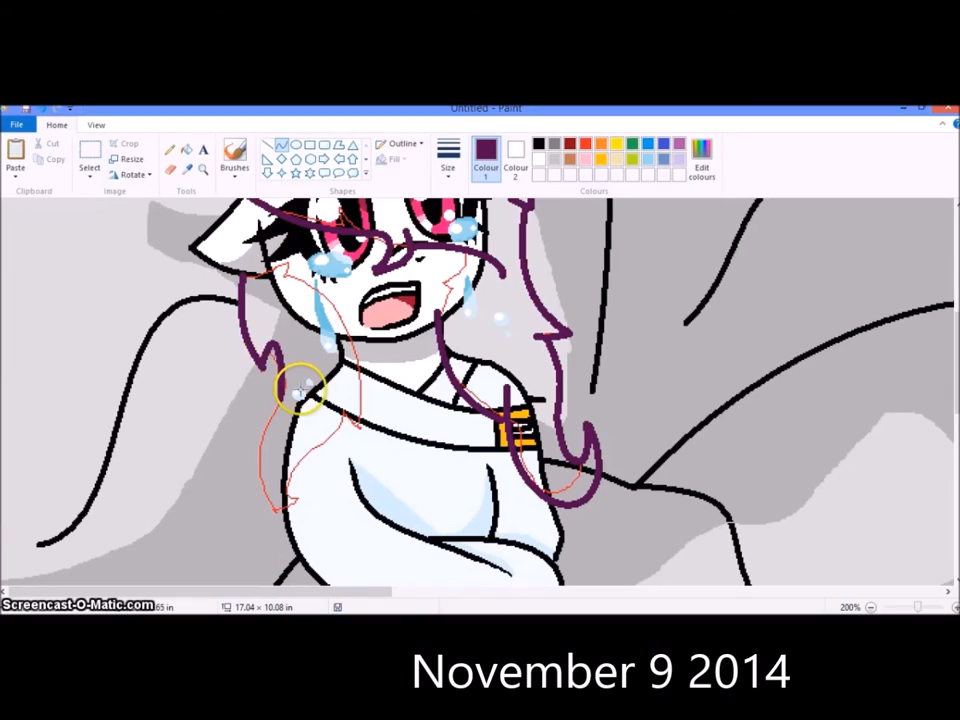 Untitled - Paint
File Home View
Cut
Copy
Paste
Clipboard
Select
Crop
Resize
Rotate
Image
Tools
Brushes
Shapes
Outline
Fill
Size
Colour 1
Colour 2
Edit colours
Colours
Screencast-O-Matic.com
65 in
17.04 × 10.08 in
200%
November 9 2014